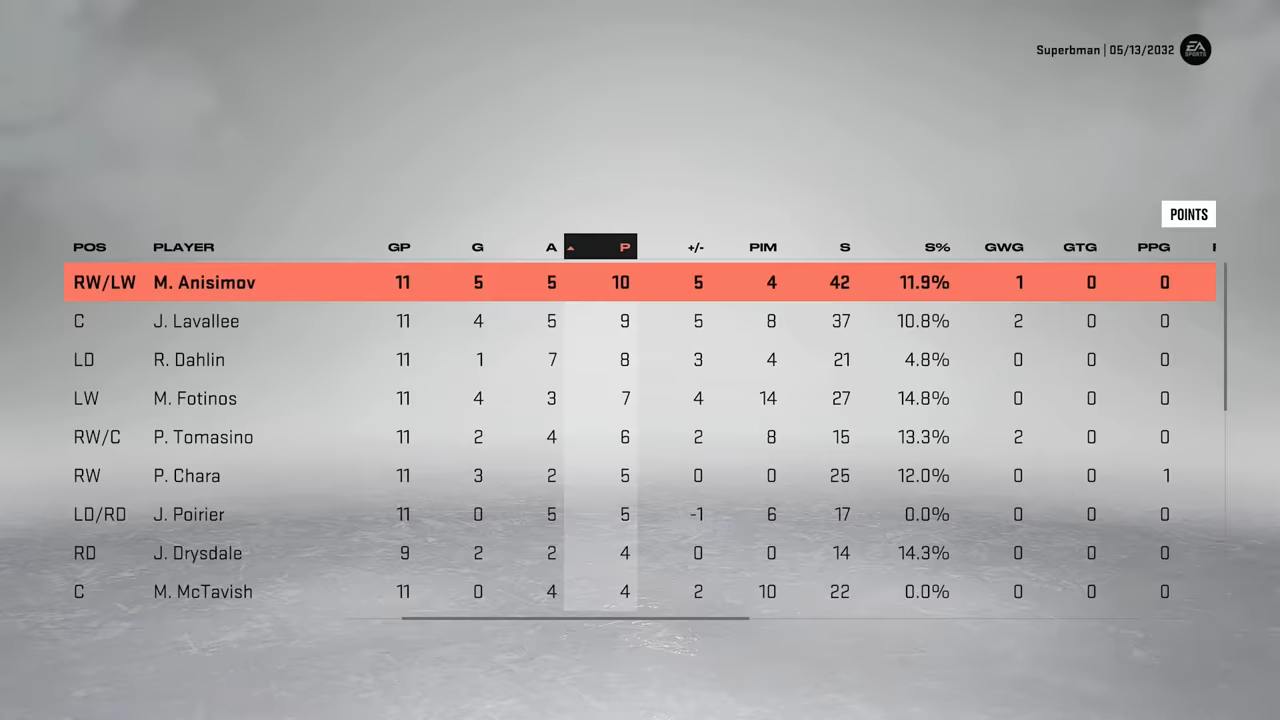 Superbman | 05/13/2032 EA SPORTS
POINTS
POS PLAYER GP G A P +/- PIM S S% GWG GTG PPG
RW/LW M. Anisimov 11 5 5 10 5 4 42 11.9% 1 0 0
C J. Lavallee 11 4 5 9 5 8 37 10.8% 2 0 0
LD R. Dahlin 11 1 7 8 3 4 21 4.8% 0 0 0
LW M. Fotinos 11 4 3 7 4 14 27 14.8% 0 0 0
RW/C P. Tomasino 11 2 4 6 2 8 15 13.3% 2 0 0
RW P. Chara 11 3 2 5 0 0 25 12.0% 0 0 1
LD/RD J. Poirier 11 0 5 5 -1 6 17 0.0% 0 0 0
RD J. Drysdale 9 2 2 4 0 0 14 14.3% 0 0 0
C M. McTavish 11 0 4 4 2 10 22 0.0% 0 0 0